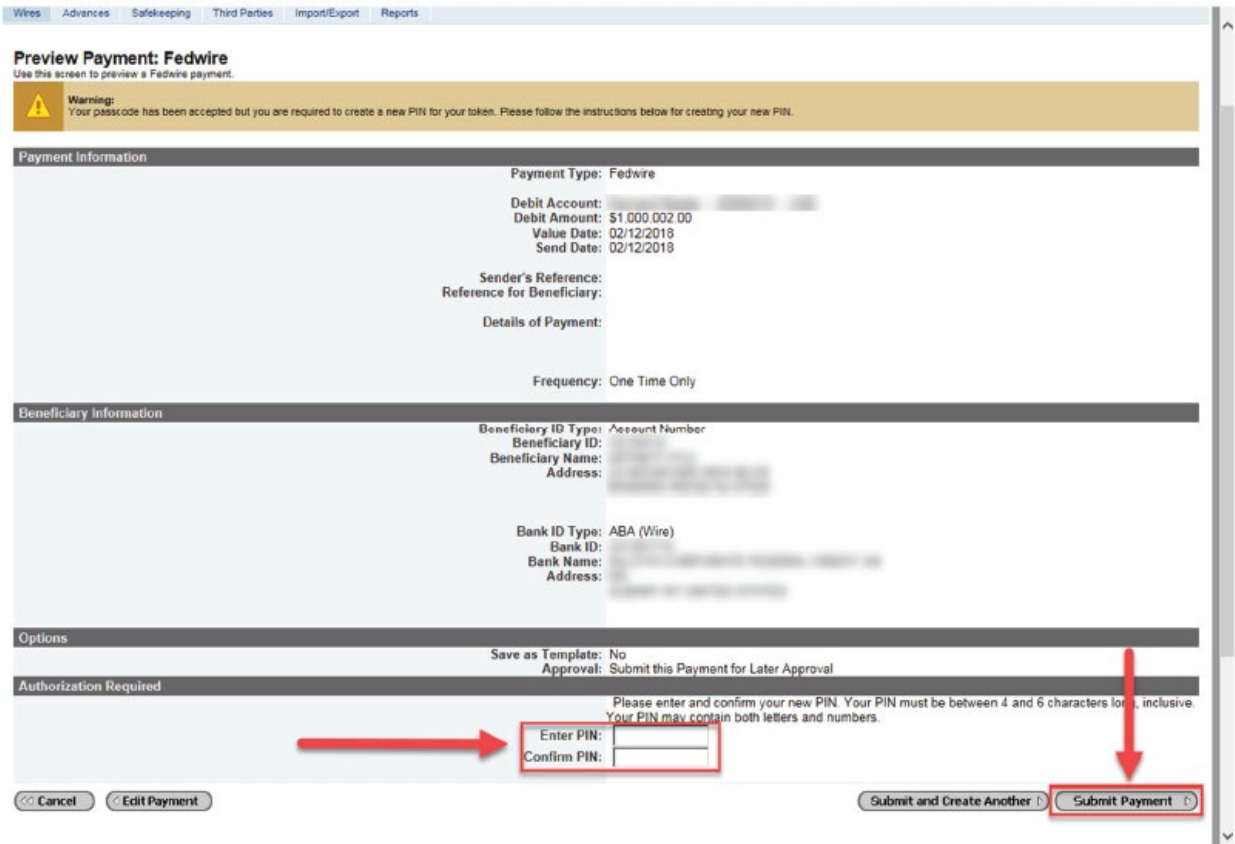 Wires Advances Safekeeping Third Parties Import/Export Reports
Preview Payment: Fedwire
Use this screen to preview a Fedwire payment.
Warning:
Your passcode has been accepted but you are required to create a new PIN for your token. Please follow the instructions below for creating your new PIN.
Payment Information
Payment Type: Fedwire
Debit Account:
Debit Amount: $1,000,002.00
Value Date: 02/12/2018
Send Date: 02/12/2018
Sender's Reference:
Reference for Beneficiary:
Details of Payment:
Frequency: One Time Only
Beneficiary Information
Beneficiary ID Type: Account Number
Beneficiary ID:
Beneficiary Name:
Address:
Bank ID Type: ABA (Wire)
Bank ID:
Bank Name:
Address:
Options
Save as Template: No
Approval: Submit this Payment for Later Approval
Authorization Required
Please enter and confirm your new PIN. Your PIN must be between 4 and 6 characters long, inclusive.
Your PIN may contain both letters and numbers.
Enter PIN:
Confirm PIN:
Cancel Edit Payment Submit and Create Another Submit Payment